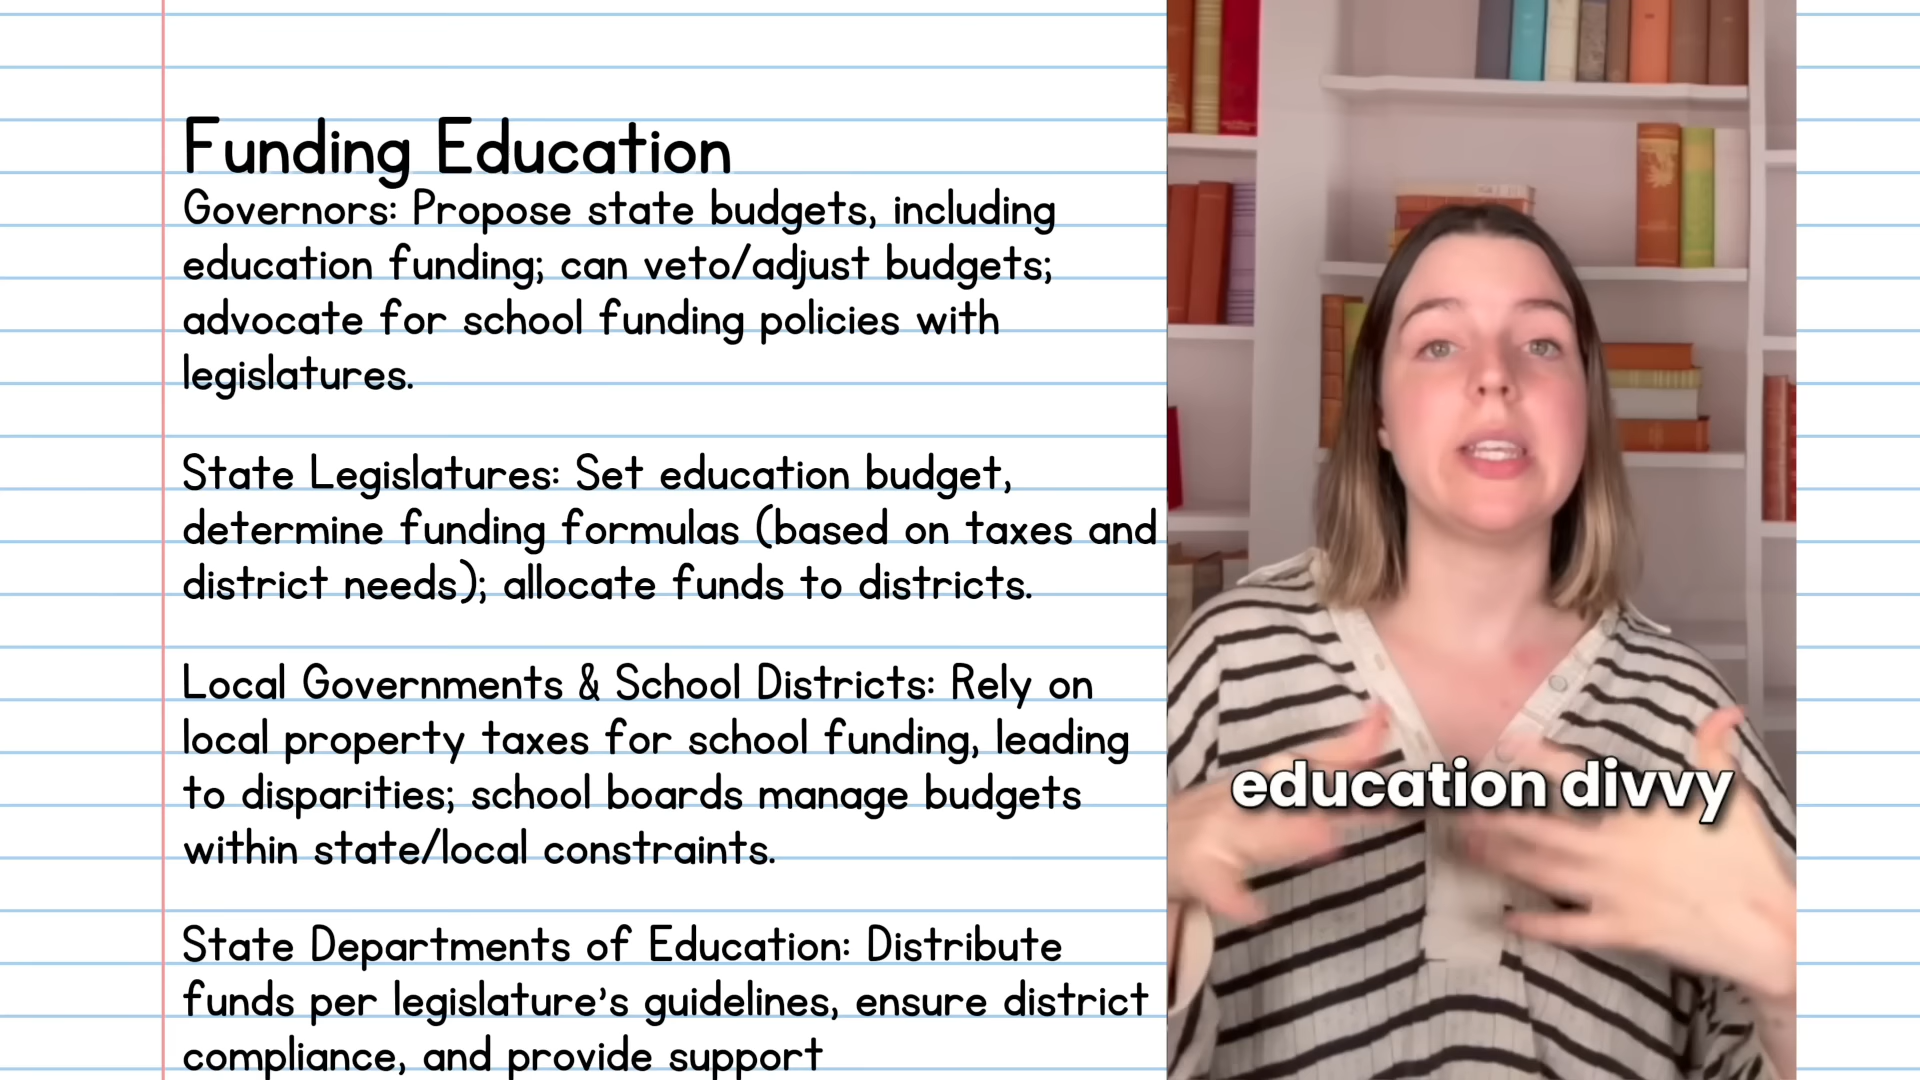 Funding Education
Governors: Propose state budgets, including
education funding; can veto/adjust budgets;
advocate for school funding policies with
legislatures.
State Legislatures: Set education budget,
determine funding formulas (based on taxes and
district needs); allocate funds to districts.
Local Governments & School Districts: Rely on
local property taxes for school funding, leading
to disparities; school boards manage budgets
within state/local constraints.
State Departments of Education: Distribute
funds per legislature's guidelines, ensure district
compliance, and provide support
education divvy